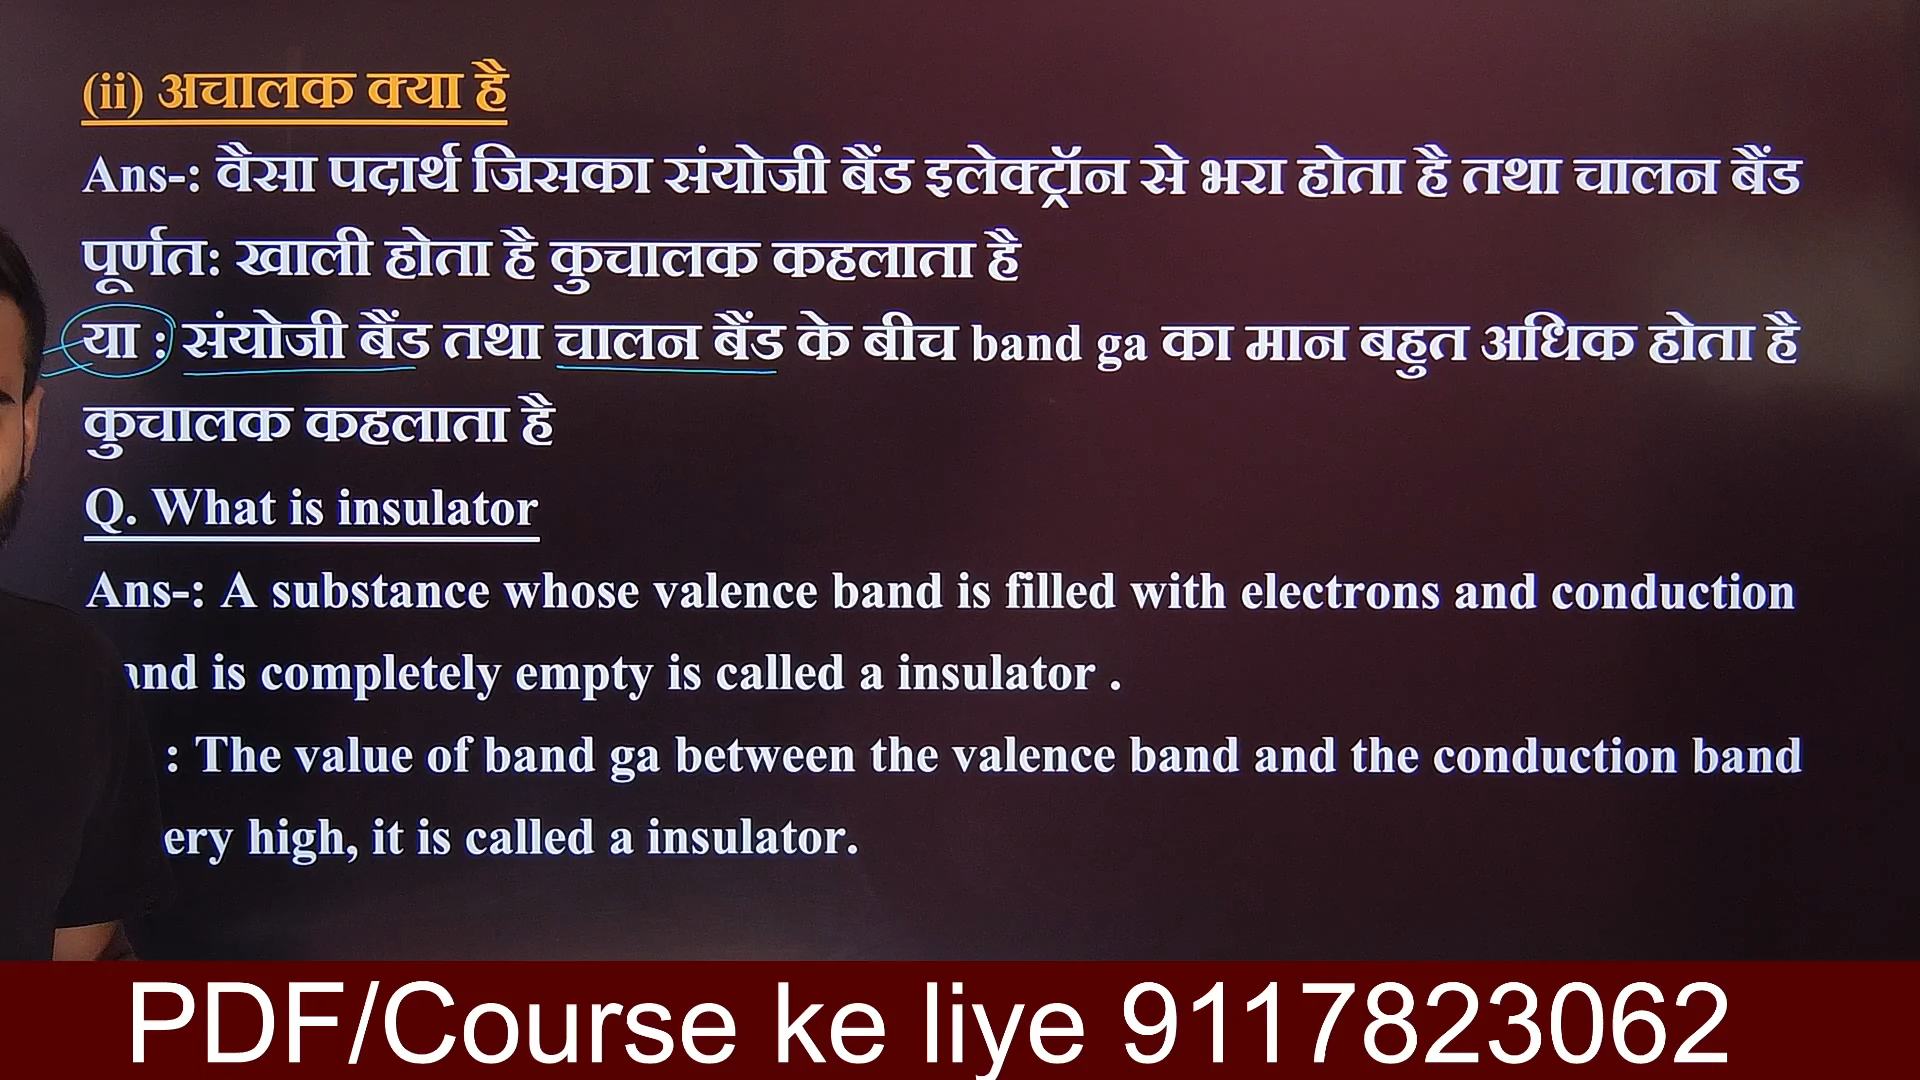 (ii) अचालक क्या है
Ans-: वैसा पदार्थ जिसका संयोजी बैंड इलेक्ट्रॉन से भरा होता है तथा चालन बैंड
पूर्णत: खाली होता है कुचालक कहलाता है
या : संयोजी बैंड तथा चालन बैंड के बीच band ga का मान बहुत अधिक होता है
कुचालक कहलाता है
Q. What is insulator
Ans-: A substance whose valence band is filled with electrons and conduction
is completely empty is called a insulator .
: The value of band ga between the valence band and the conduction band
high, it is called a insulator.
PDF/Course ke liye 9117823062